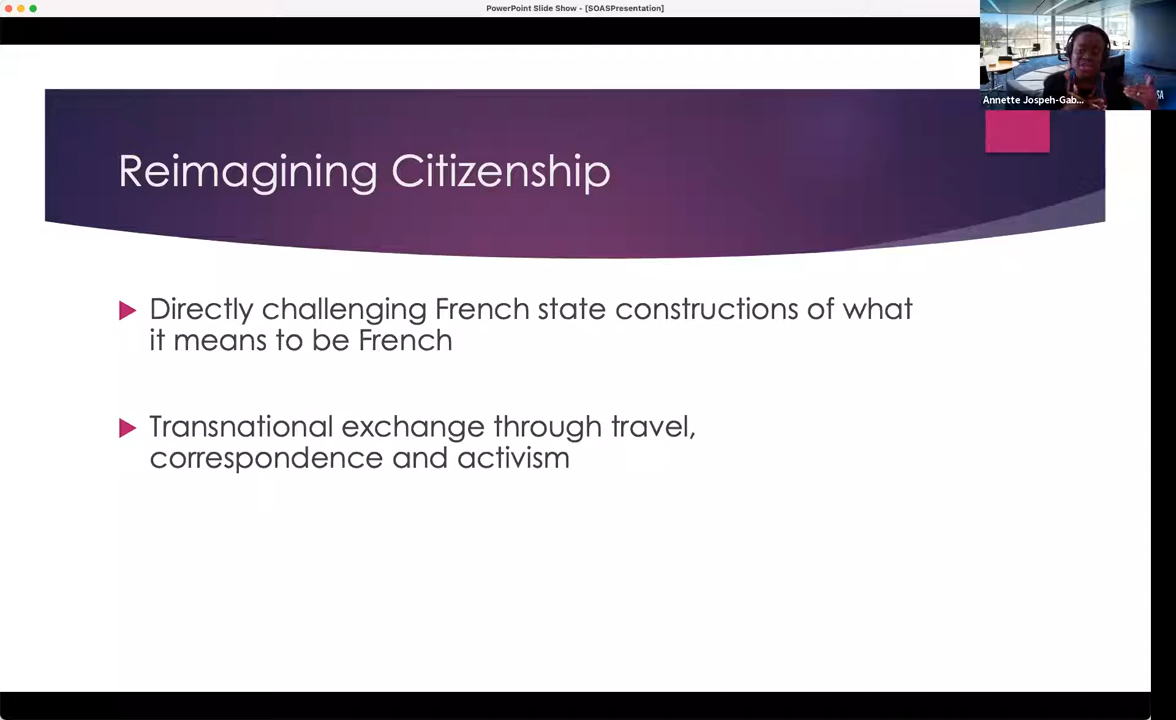 PowerPoint Slide Show - [SOASPresentation]
Annette Jospeh-Gab...
SA
Reimagining Citizenship
Directly challenging French state constructions of what
it means to be French
Transnational exchange through travel,
correspondence and activism